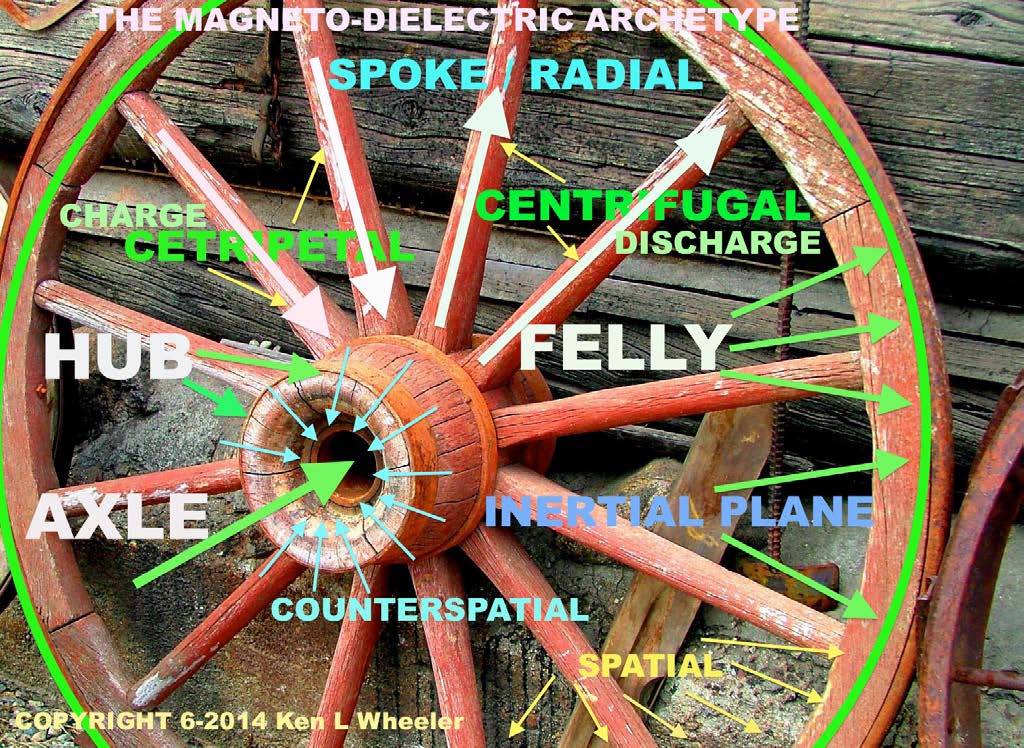 THE MAGNETO-DIELECTRIC ARCHETYPE
SPOKE / RADIAL
CHARGE
CETRIPETAL
CENTRIFUGAL
DISCHARGE
HUB
FELLY
AXLE
INERTIAL PLANE
COUNTERSPATIAL
SPATIAL
COPYRIGHT 6-2014 Ken L Wheeler